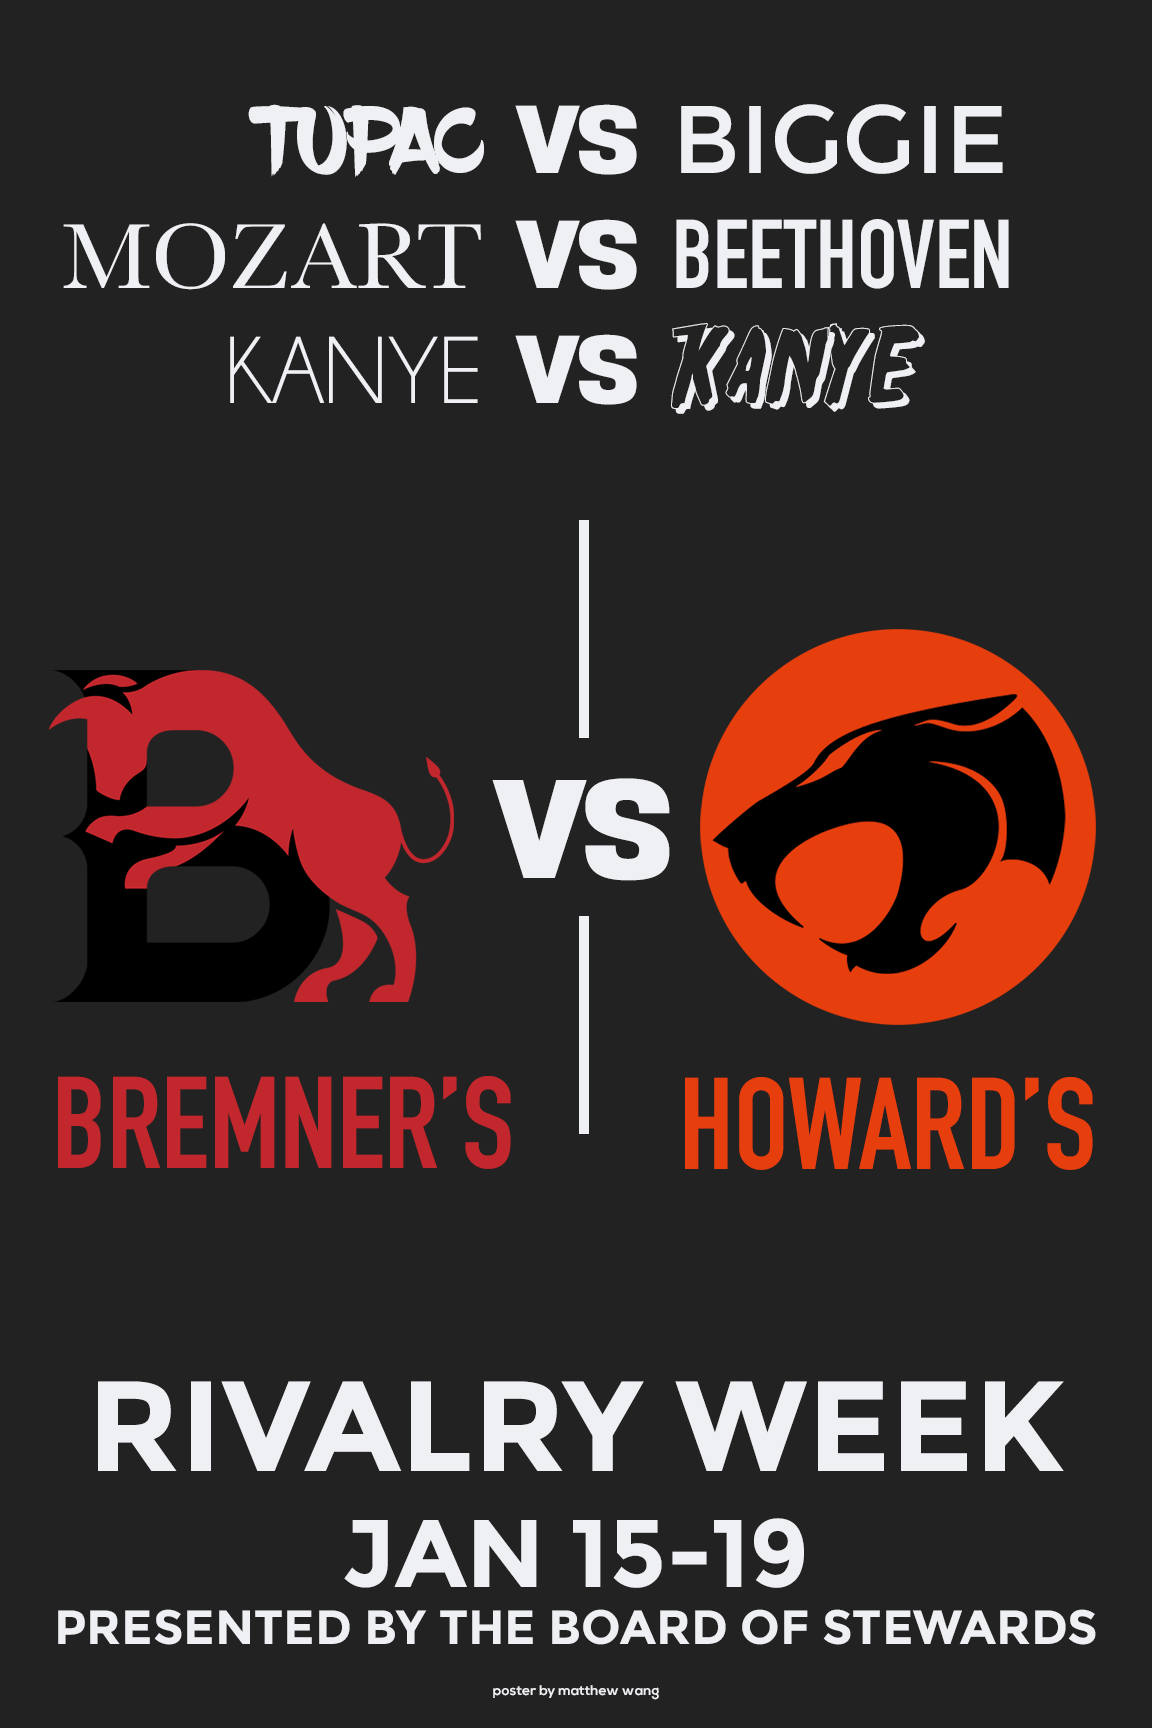 TUPAC VS BIGGIE
MOZART VS BEETHOVEN
KANYE VS KANYE
B
VS
BREMNER'S
HOWARD'S
RIVALRY WEEK
JAN 15-19
PRESENTED BY THE BOARD OF STEWARDS
poster by matthew wang